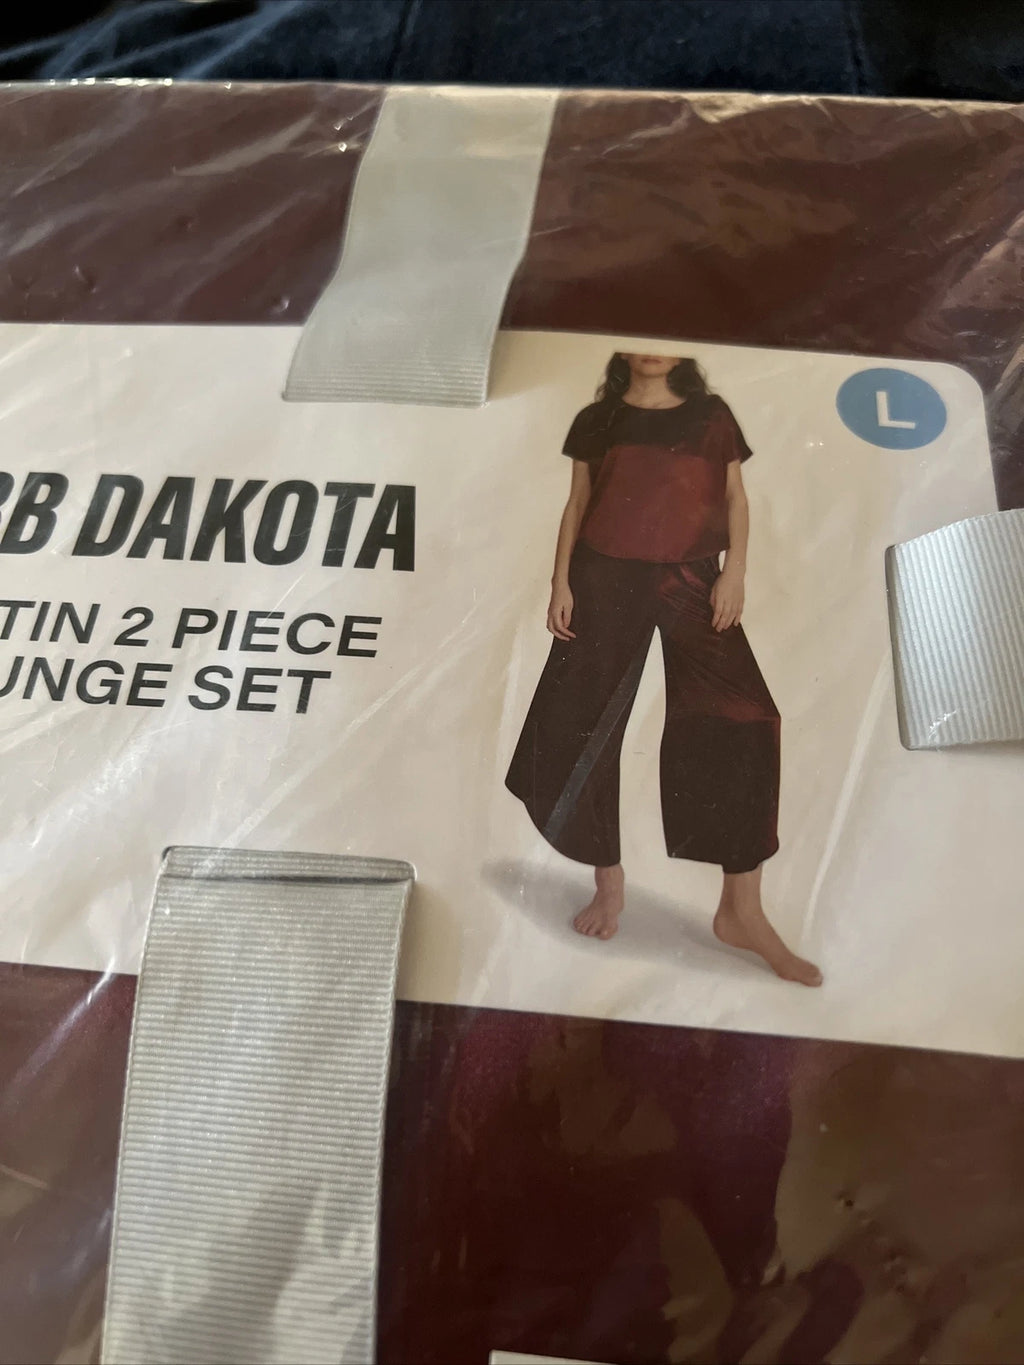 BB DAKOTA
TIN 2 PIECE
UNGE SET
L